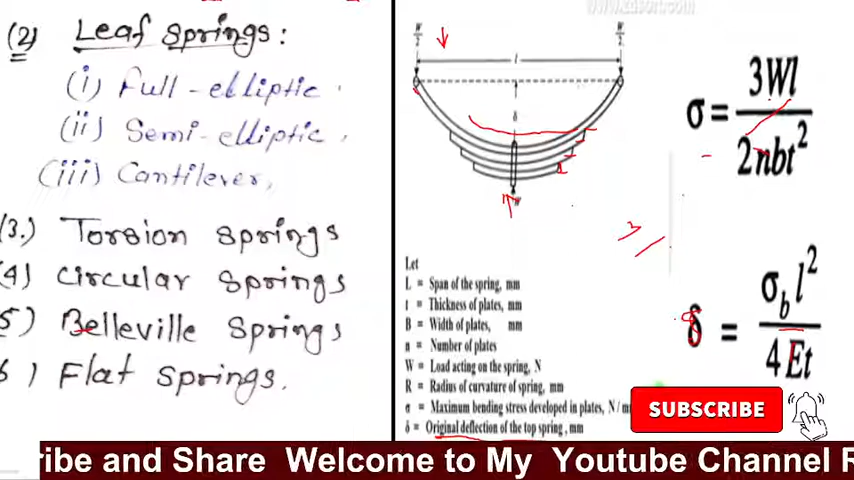 (2) Leaf Springs :
(i) Full-elliptic .
(ii) Semi-elliptic .
(iii) Cantilever,
(3.) Torsion springs
(4) Circular Springs
5) Belleville Springs
) Flat Springs.
W/2 W/2
l
δ
W
Let
L = Span of the spring, mm
t = Thickness of plates, mm
B = Width of plates, mm
n = Number of plates
W = Load acting on the spring, N
R = Radius of curvature of spring, mm
σ = Maximum bending stress developed in plates, N/m
δ = Original deflection of the top spring, mm
σ = 3Wl / 2nbt²
δ = σb l² / 4Et
SUBSCRIBE
ribe and Share Welcome to My Youtube Channel R